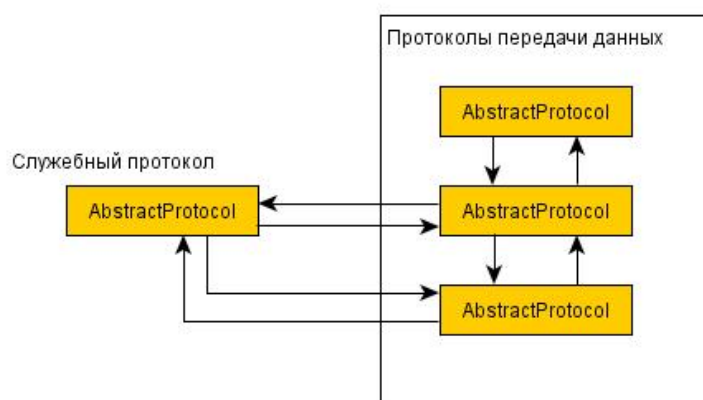 Протоколы передачи данных
AbstractProtocol
Служебный протокол
AbstractProtocol
AbstractProtocol
AbstractProtocol